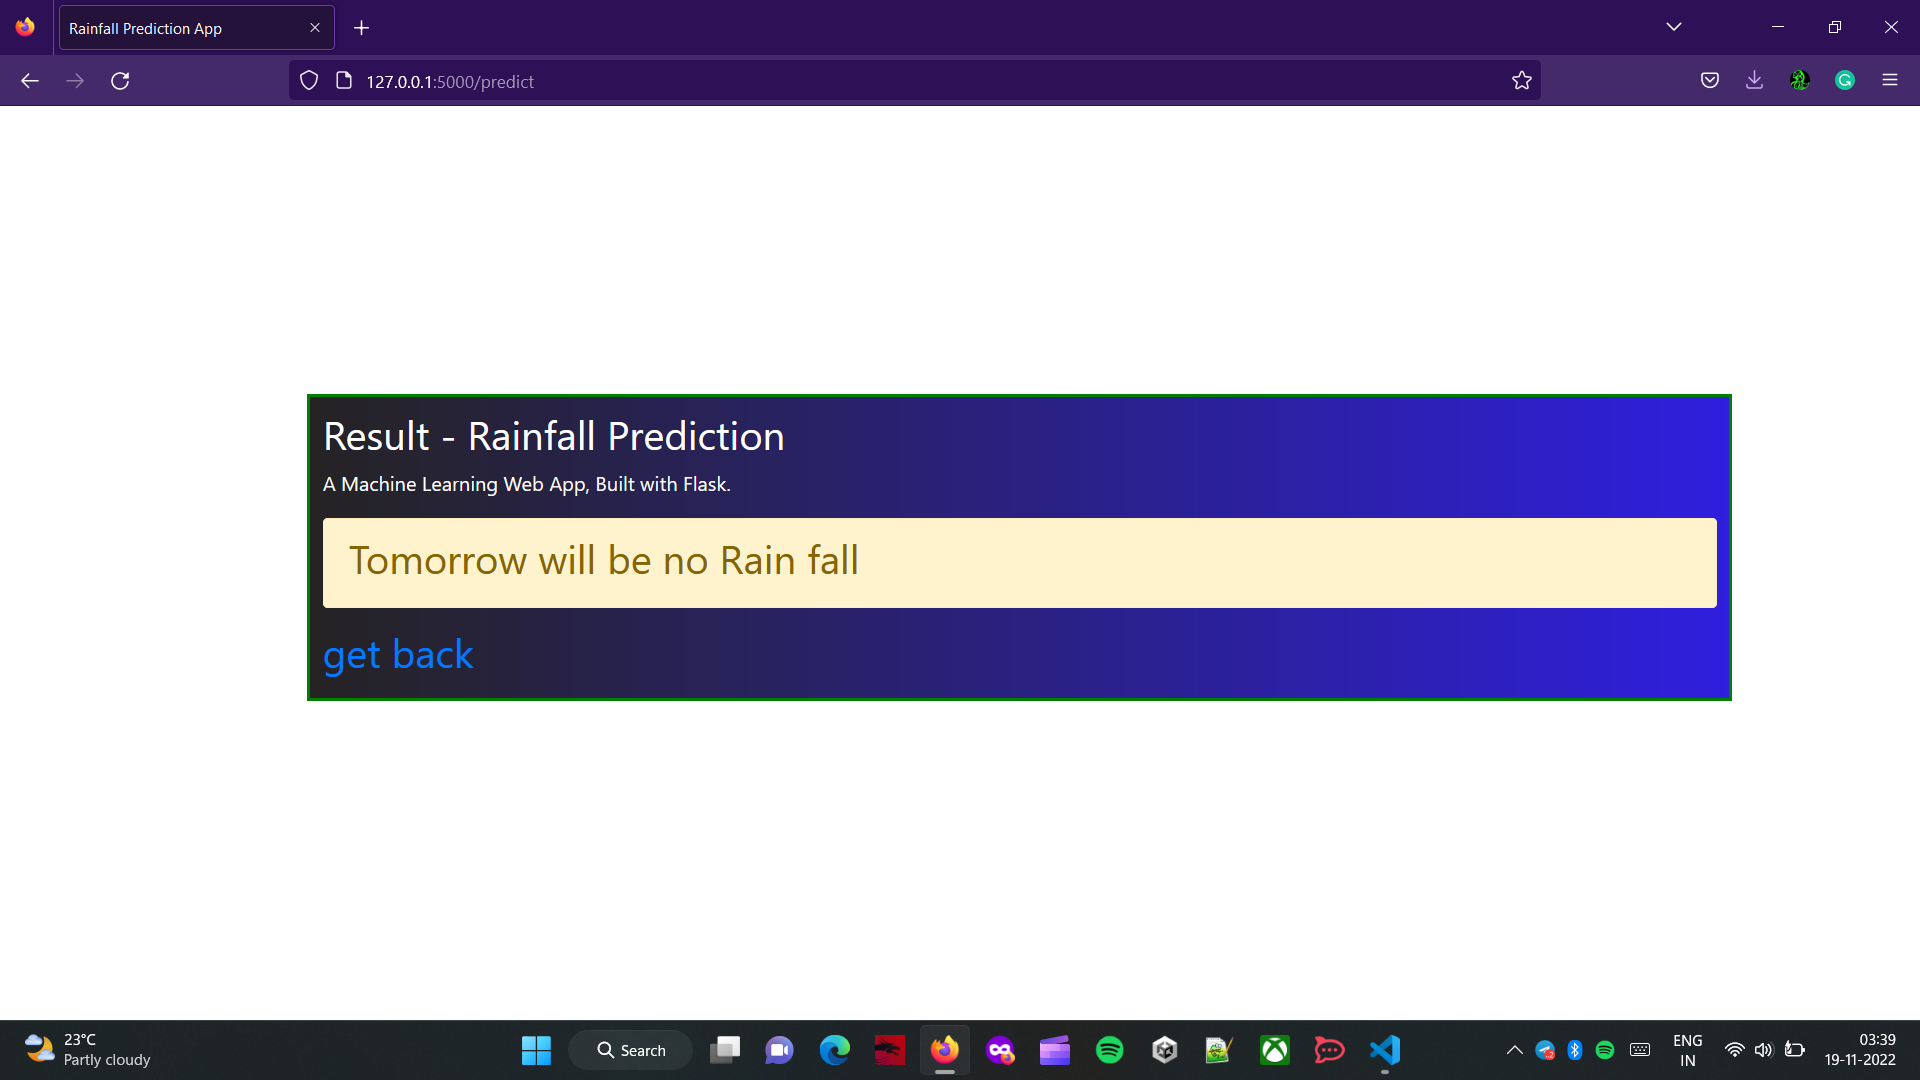 Rainfall Prediction App
127.0.0.1:5000/predict
Result - Rainfall Prediction
A Machine Learning Web App, Built with Flask.
Tomorrow will be no Rain fall
get back
23°C
Partly cloudy
Search
ENG
IN
03:39
19-11-2022